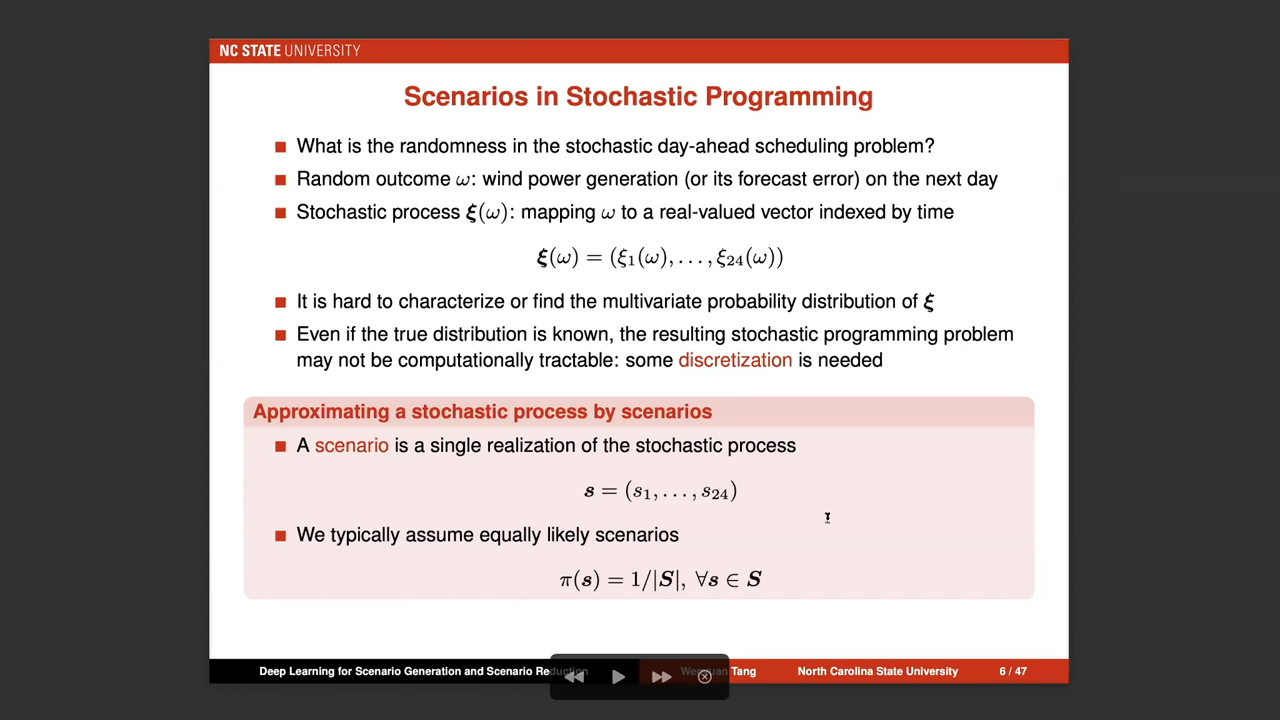 NC STATE UNIVERSITY
Scenarios in Stochastic Programming
What is the randomness in the stochastic day-ahead scheduling problem?
Random outcome ω: wind power generation (or its forecast error) on the next day
Stochastic process ξ(ω): mapping ω to a real-valued vector indexed by time
ξ(ω) = (ξ₁(ω), . . . , ξ₂₄(ω))
It is hard to characterize or find the multivariate probability distribution of ξ
Even if the true distribution is known, the resulting stochastic programming problem
may not be computationally tractable: some discretization is needed
Approximating a stochastic process by scenarios
A scenario is a single realization of the stochastic process
s = (s₁, . . . , s₂₄)
We typically assume equally likely scenarios
π(s) = 1/|S|, ∀s ∈ S
Deep Learning for Scenario Generation and Scenario Reduction Wenyuan Tang North Carolina State University 6 / 47